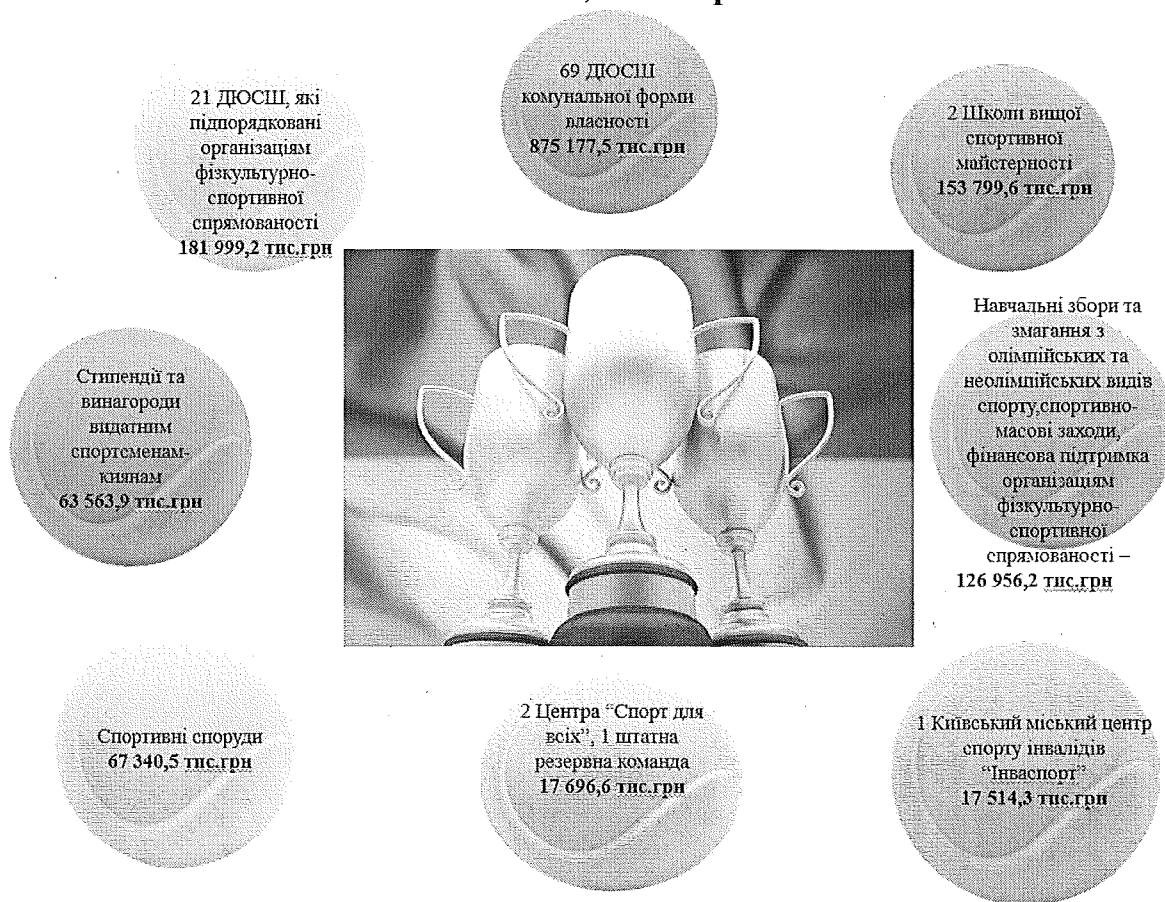 69 ДЮСШ
комунальної форми
власності
875 177,5 тис.грн
21 ДЮСШ, які
підпорядковані
організаціям
фізкультурно-
спортивної
спрямованості
181 999,2 тис.грн
2 Школи вищої
спортивної
майстерності
153 799,6 тис.грн
Стипендії та
винагороди
видатним
спортсменам-
киянам
63 563,9 тис.грн
Навчальні збори та
змагання з
олімпійських та
неолімпійських видів
спорту,спортивно-
масові заходи,
фінансова підтримка
організаціям
фізкультурно-
спортивної
спрямованості –
126 956,2 тис.грн
Спортивні споруди
67 340,5 тис.грн
2 Центра “Спорт для
всіх”, 1 штатна
резервна команда
17 696,6 тис.грн
1 Київський міський центр
спорту інвалідів
“Інваспорт”
17 514,3 тис.грн